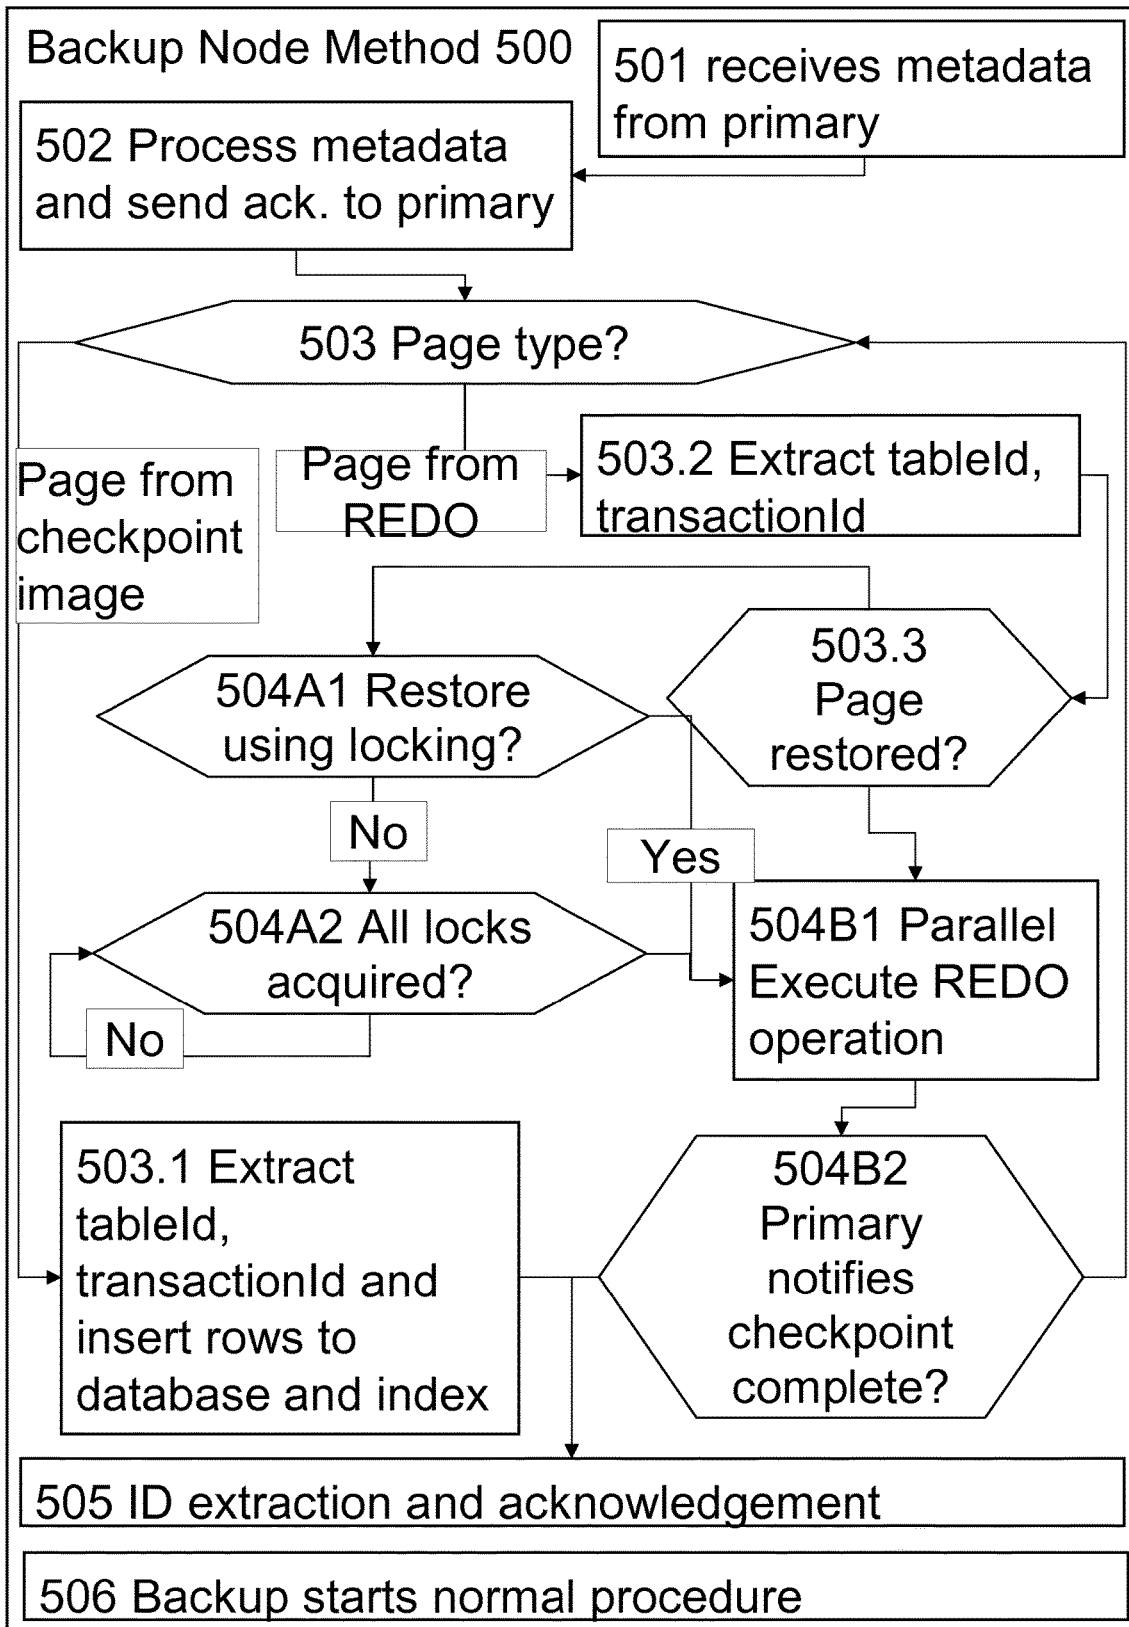 Backup Node Method 500
501 receives metadata
from primary
502 Process metadata
and send ack. to primary
503 Page type?
Page from
checkpoint
image
Page from
REDO
503.2 Extract tableId,
transactionId
503.3
Page
restored?
504A1 Restore
using locking?
No
Yes
504A2 All locks
acquired?
No
504B1 Parallel
Execute REDO
operation
503.1 Extract
tableId,
transactionId and
insert rows to
database and index
504B2
Primary
notifies
checkpoint
complete?
505 ID extraction and acknowledgement
506 Backup starts normal procedure